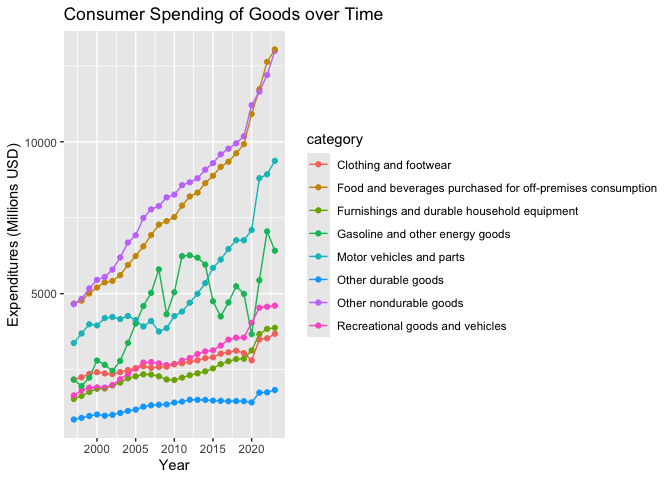 Consumer Spending of Goods over Time
Expenditures (Millions USD)
10000
5000
2000 2005 2010 2015 2020
Year
category
Clothing and footwear
Food and beverages purchased for off-premises consumption
Furnishings and durable household equipment
Gasoline and other energy goods
Motor vehicles and parts
Other durable goods
Other nondurable goods
Recreational goods and vehicles